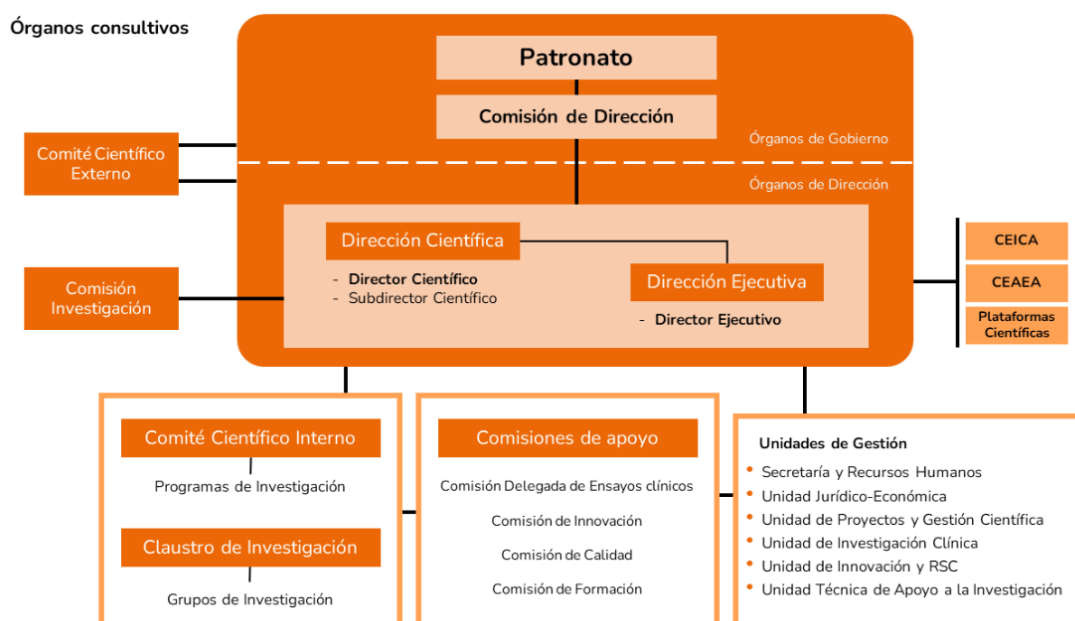 Órganos consultivos
Patronato
Comisión de Dirección
Órganos de Gobierno
Órganos de Dirección
Comité Científico
Externo
Comisión
Investigación
Dirección Científica
- Director Científico
- Subdirector Científico
Dirección Ejecutiva
- Director Ejecutivo
CEICA
CEAEA
Plataformas
Científicas
Comité Científico Interno
Programas de Investigación
Claustro de Investigación
Grupos de Investigación
Comisiones de apoyo
Comisión Delegada de Ensayos clínicos
Comisión de Innovación
Comisión de Calidad
Comisión de Formación
Unidades de Gestión
• Secretaría y Recursos Humanos
• Unidad Jurídico-Económica
• Unidad de Proyectos y Gestión Científica
• Unidad de Investigación Clínica
• Unidad de Innovación y RSC
• Unidad Técnica de Apoyo a la Investigación